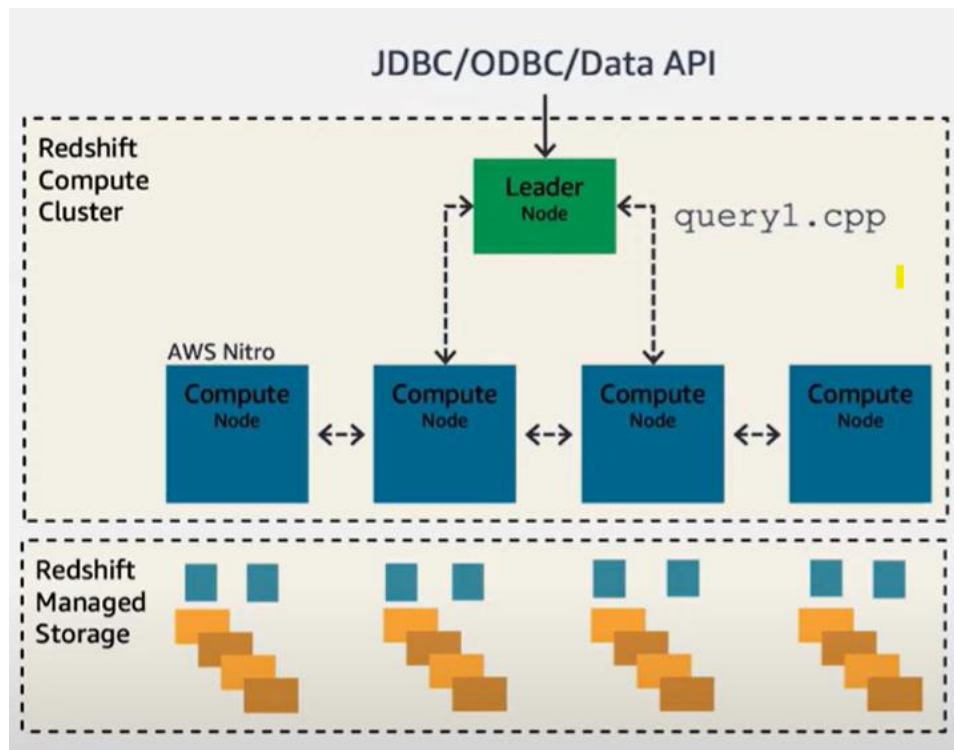 JDBC/ODBC/Data API
Redshift
Compute
Cluster
Leader
Node
query1.cpp
AWS Nitro
Compute
Node
Compute
Node
Compute
Node
Compute
Node
Redshift
Managed
Storage